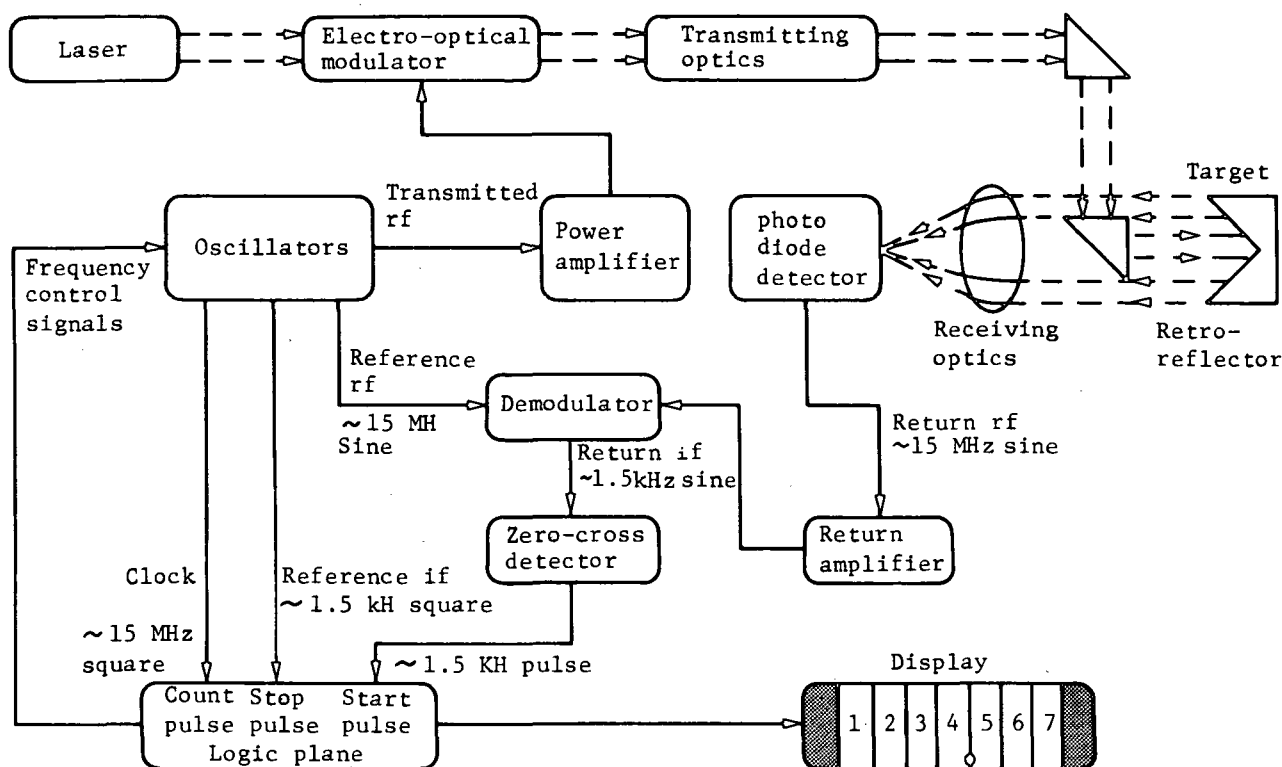 Laser
Electro-optical
modulator
Transmitting
optics
Target
Transmitted
rf
Oscillators
Power
amplifier
photo
diode
detector
Frequency
control
signals
Receiving
optics
Retro-
reflector
Reference
rf
~15 MH
Sine
Demodulator
Return rf
~15 MHz sine
Return if
~1.5kHz sine
Zero-cross
detector
Return
amplifier
Clock
~15 MHz
square
Reference if
~ 1.5 kH square
~ 1.5 KH pulse
Display
Count Stop Start
pulse pulse pulse
Logic plane
1 2 3 4 5 6 7